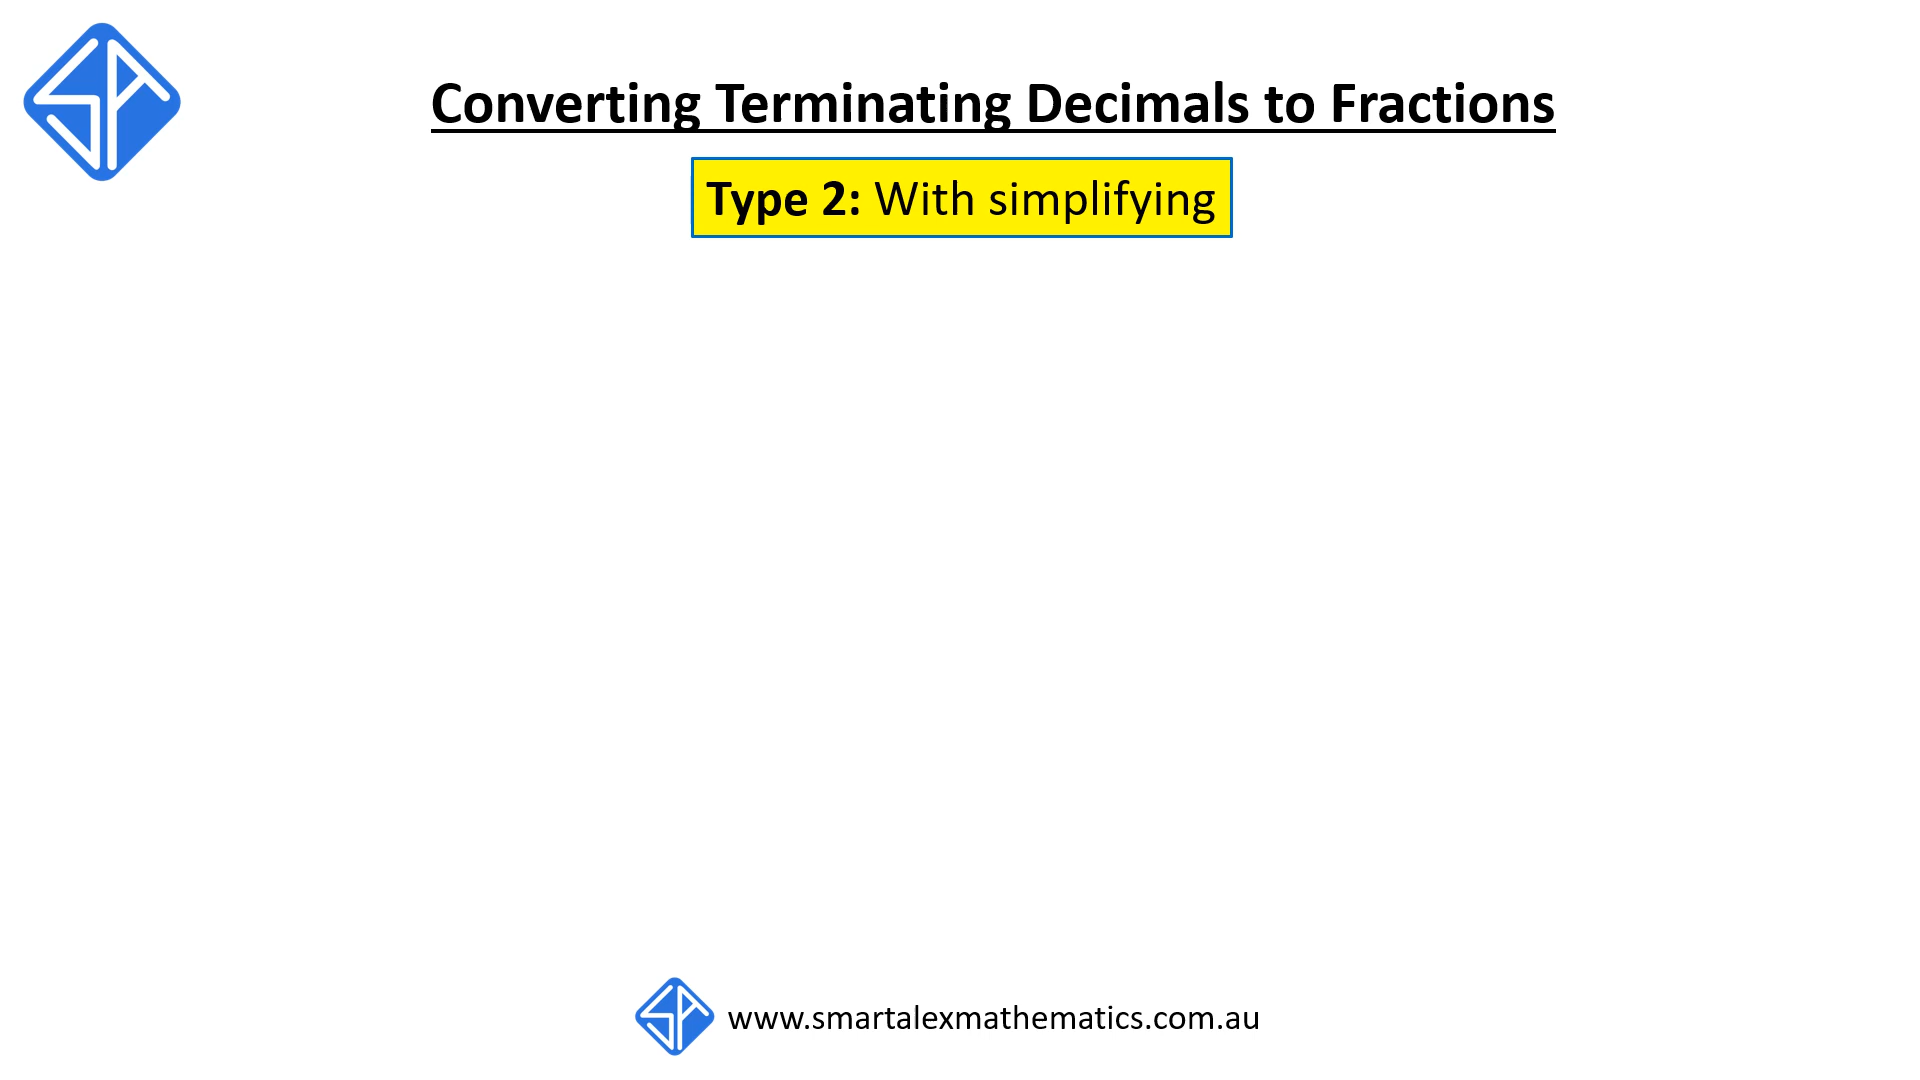 Converting Terminating Decimals to Fractions
Type 2: With simplifying
www.smartalexmathematics.com.au